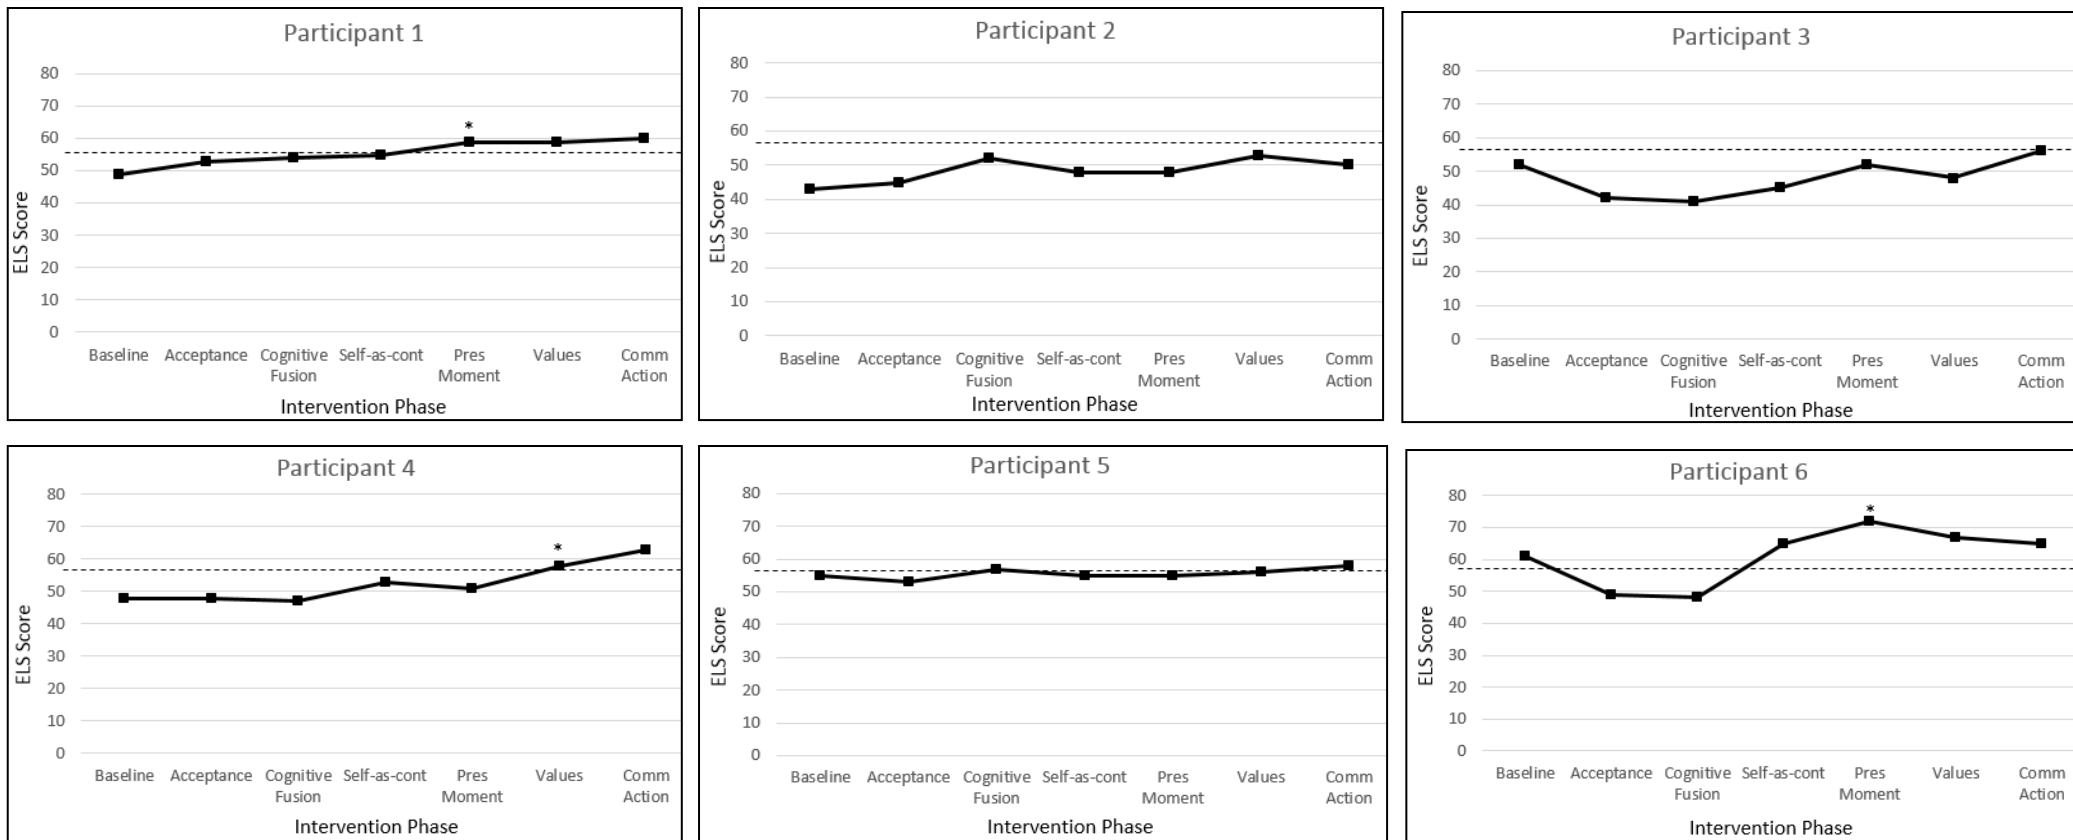 Participant 1
80
70
60
50
40
30
20
10
0
*
ELS Score
Baseline Acceptance Cognitive Self-as-cont Pres Values Comm
Fusion Moment Action
Intervention Phase
Participant 2
80
70
60
50
40
30
20
10
0
ELS Score
Baseline Acceptance Cognitive Self-as-cont Pres Values Comm
Fusion Moment Action
Intervention Phase
Participant 3
80
70
60
50
40
30
20
10
0
ELS Score
Baseline Acceptance Cognitive Self-as-cont Pres Values Comm
Fusion Moment Action
Intervention Phase
Participant 4
80
70
60
50
40
30
20
10
0
*
ELS Score
Baseline Acceptance Cognitive Self-as-cont Pres Values Comm
Fusion Moment Action
Intervention Phase
Participant 5
80
70
60
50
40
30
20
10
0
ELS Score
Baseline Acceptance Cognitive Self-as-cont Pres Values Comm
Fusion Moment Action
Intervention Phase
Participant 6
80
70
60
50
40
30
20
10
0
*
ELS Score
Baseline Acceptance Cognitive Self-as-cont Pres Values Comm
Fusion Moment Action
Intervention Phase